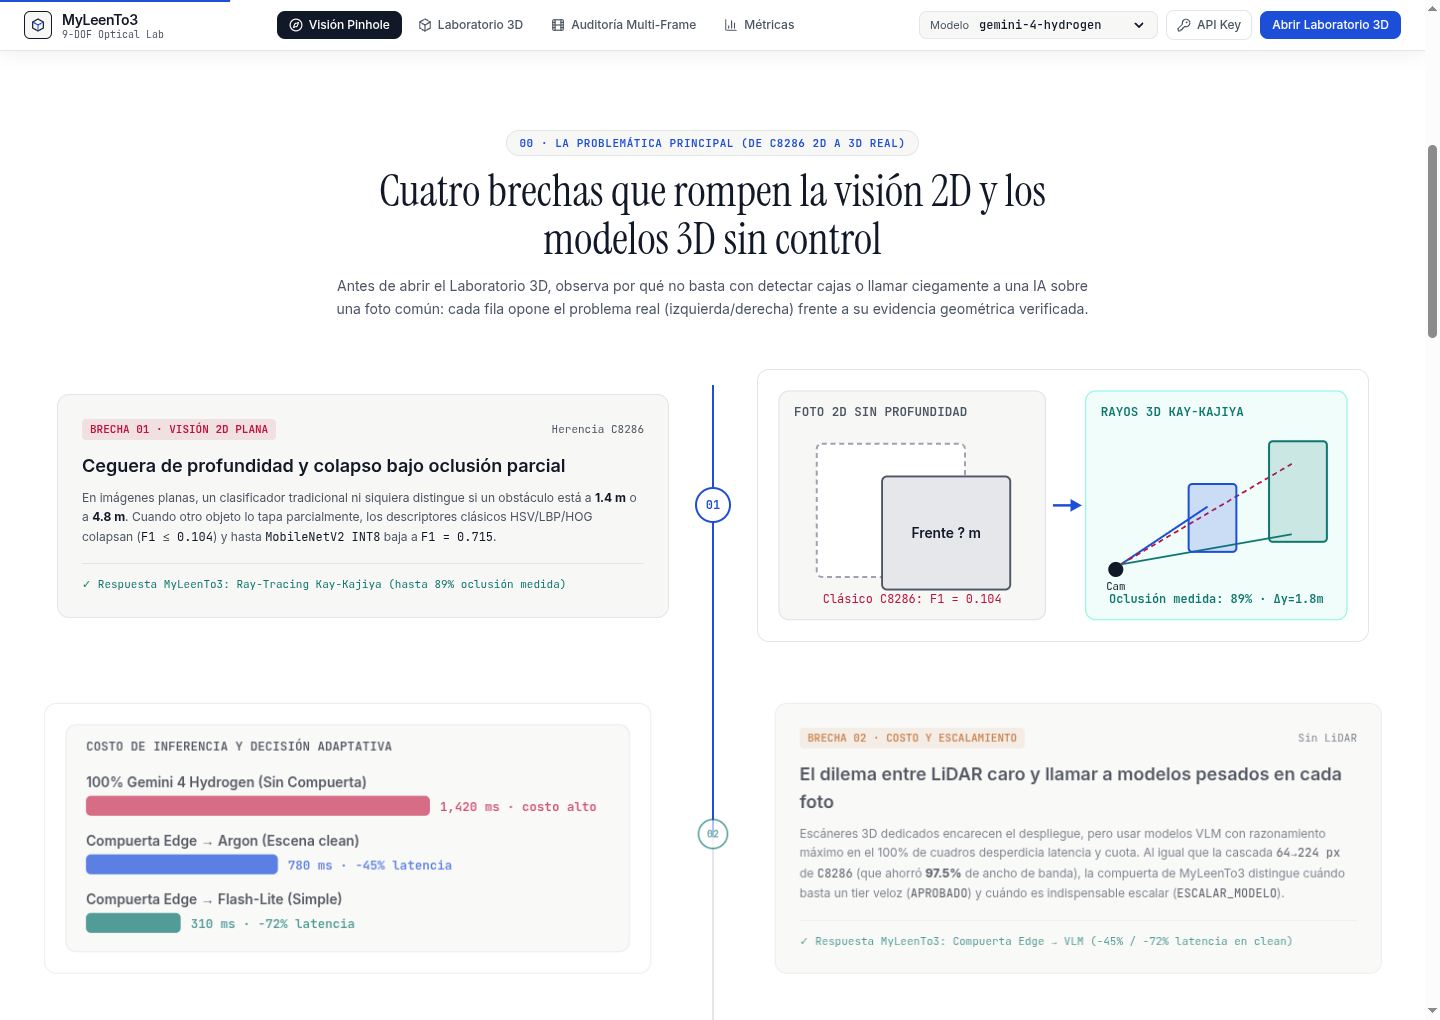 MyLeenTo3
9-DOF Optical Lab
Visión Pinhole
Laboratorio 3D
Auditoría Multi-Frame
Métricas
Modelo gemini-4-hydrogen
API Key
Abrir Laboratorio 3D
00 · LA PROBLEMÁTICA PRINCIPAL (DE C8286 2D A 3D REAL)
Cuatro brechas que rompen la visión 2D y los
modelos 3D sin control
Antes de abrir el Laboratorio 3D, observa por qué no basta con detectar cajas o llamar ciegamente a una IA sobre
una foto común: cada fila opone el problema real (izquierda/derecha) frente a su evidencia geométrica verificada.
BRECHA 01 · VISIÓN 2D PLANA
Herencia C8286
Ceguera de profundidad y colapso bajo oclusión parcial
En imágenes planas, un clasificador tradicional ni siquiera distingue si un obstáculo está a 1.4 m o
a 4.8 m. Cuando otro objeto lo tapa parcialmente, los descriptores clásicos HSV/LBP/HOG
colapsan (F1 ≤ 0.104) y hasta MobileNetV2 INT8 baja a F1 = 0.715.
✓ Respuesta MyLeenTo3: Ray-Tracing Kay-Kajiya (hasta 89% oclusión medida)
01
FOTO 2D SIN PROFUNDIDAD
Frente ? m
Clásico C8286: F1 = 0.104
RAYOS 3D KAY-KAJIYA
Cam
Oclusión medida: 89% · Δy=1.8m
COSTO DE INFERENCIA Y DECISIÓN ADAPTATIVA
100% Gemini 4 Hydrogen (Sin Compuerta)
1,420 ms · costo alto
Compuerta Edge → Argon (Escena clean)
780 ms · -45% latencia
Compuerta Edge → Flash-Lite (Simple)
310 ms · -72% latencia
02
BRECHA 02 · COSTO Y ESCALAMIENTO
Sin LiDAR
El dilema entre LiDAR caro y llamar a modelos pesados en cada
foto
Escáneres 3D dedicados encarecen el despliegue, pero usar modelos VLM con razonamiento
máximo en el 100% de cuadros desperdicia latencia y cuota. Al igual que la cascada 64→224 px
de C8286 (que ahorró 97.5% de ancho de banda), la compuerta de MyLeenTo3 distingue cuándo
basta un tier veloz (APROBADO) y cuándo es indispensable escalar (ESCALAR_MODELO).
✓ Respuesta MyLeenTo3: Compuerta Edge → VLM (-45% / -72% latencia en clean)